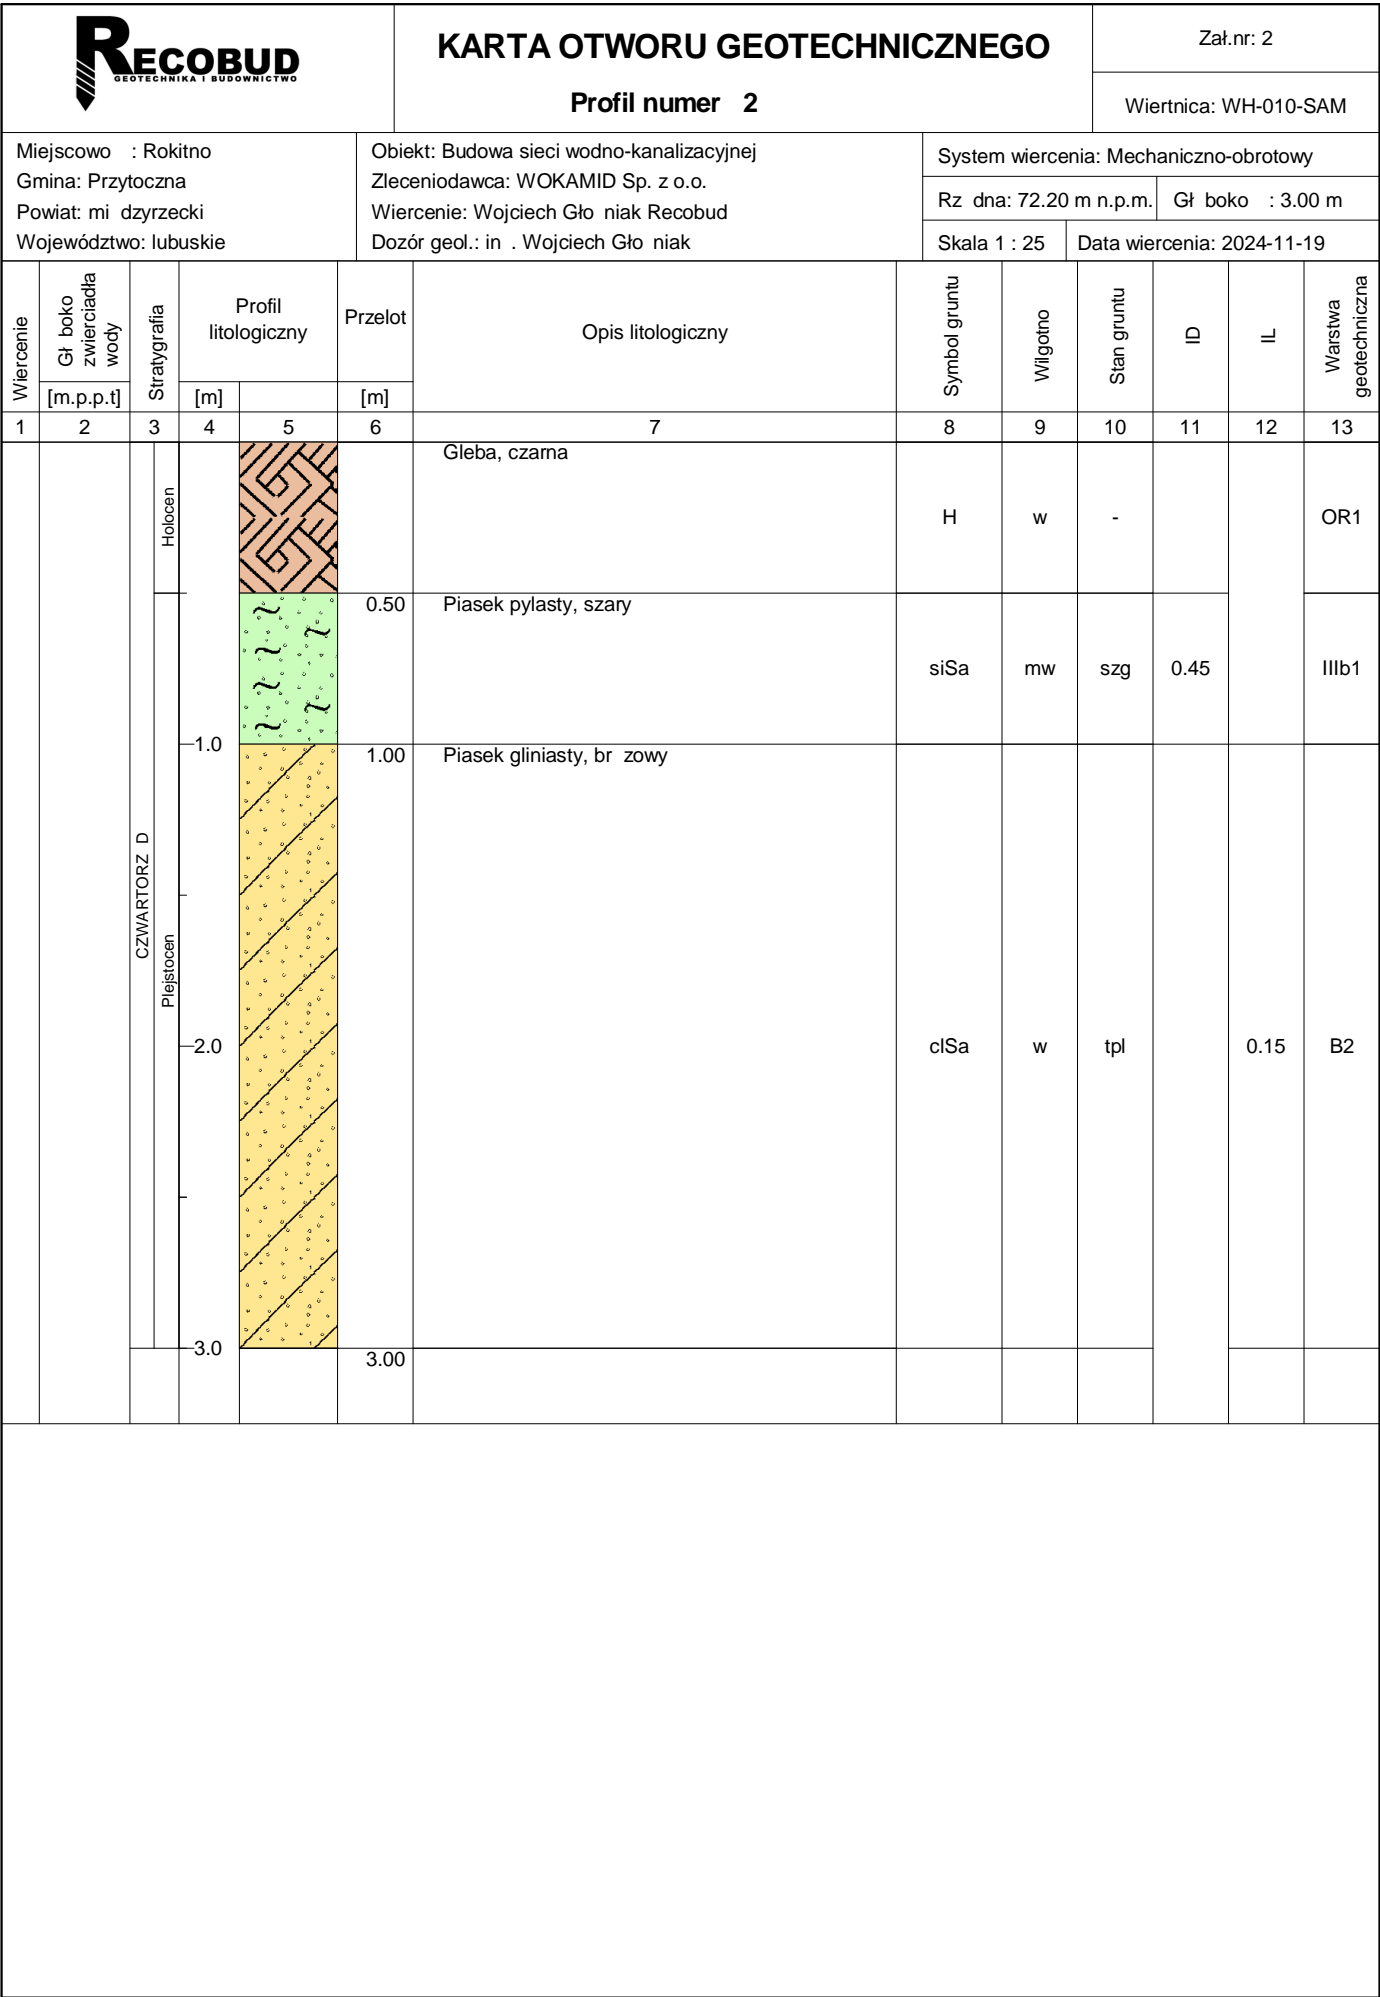 RECOBUD
GEOTECHNIKA I BUDOWNICTWO
KARTA OTWORU GEOTECHNICZNEGO
Profil numer 2
Zał.nr: 2
Wiertnica: WH-010-SAM
Miejscowo : Rokitno
Gmina: Przytoczna
Powiat: mi dzyrzecki
Województwo: lubuskie
Obiekt: Budowa sieci wodno-kanalizacyjnej
Zleceniodawca: WOKAMID Sp. z o.o.
Wiercenie: Wojciech Gło niak Recobud
Dozór geol.: in . Wojciech Gło niak
System wiercenia: Mechaniczno-obrotowy
Rz dna: 72.20 m n.p.m. Gł boko : 3.00 m
Skala 1 : 25 Data wiercenia: 2024-11-19
Wiercenie
Gł boko
zwierciadła
wody
[m.p.p.t]
Stratygrafia
Profil
litologiczny
[m]
Przelot
[m]
Opis litologiczny
Symbol gruntu
Wilgotno
Stan gruntu
ID
IL
Warstwa
geotechniczna
1 2 3 4 5 6 7 8 9 10 11 12 13
CZWARTORZ D
Holocen
Gleba, czarna
H w - OR1
0.50 Piasek pylasty, szary
siSa mw szg 0.45 IIIb1
1.0
1.00 Piasek gliniasty, br zowy
Plejstocen
2.0
clSa w tpl 0.15 B2
3.0
3.00